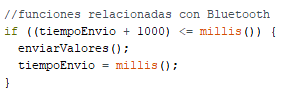 //funciones relacionadas con Bluetooth
if ((tiempoEnvio + 1000) <= millis()) {
  enviarValores();
  tiempoEnvio = millis();
}